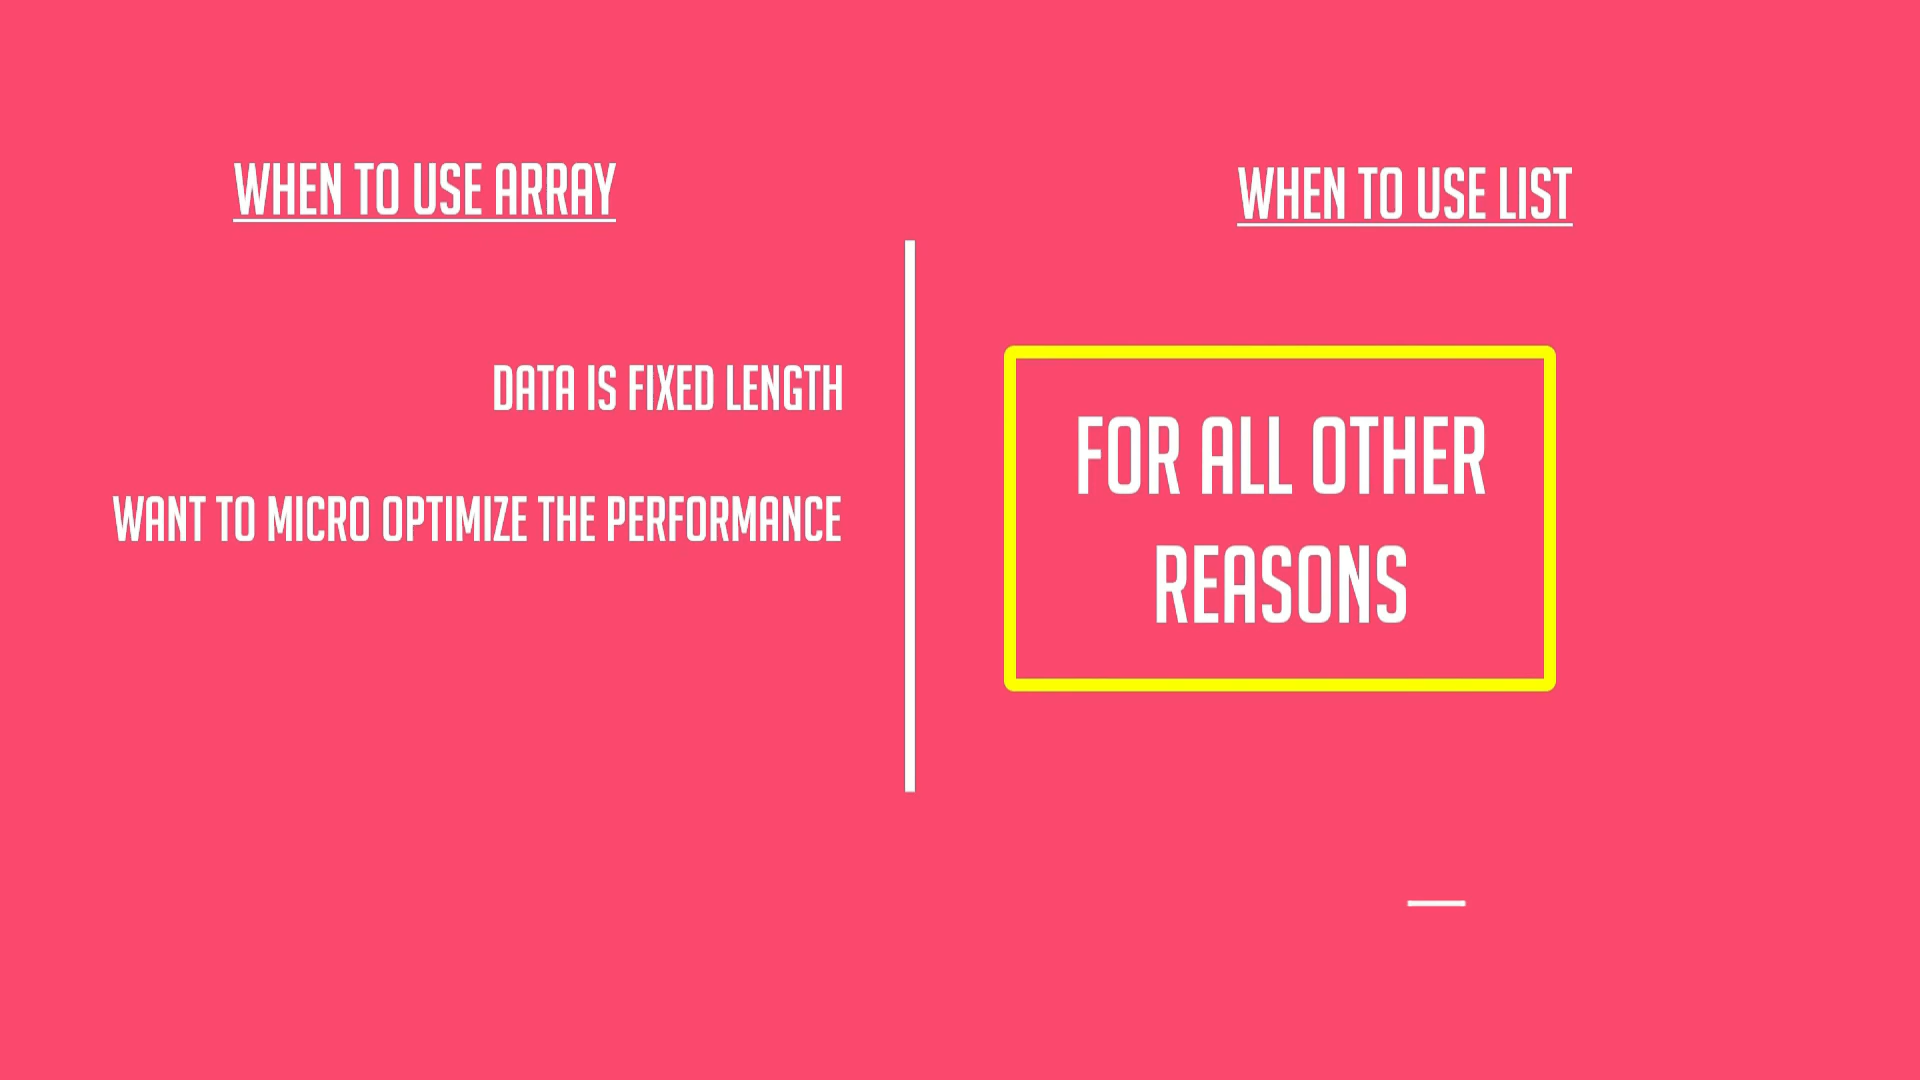 WHEN TO USE ARRAY
DATA IS FIXED LENGTH
WANT TO MICRO OPTIMIZE THE PERFORMANCE
WHEN TO USE LIST
FOR ALL OTHER
REASONS